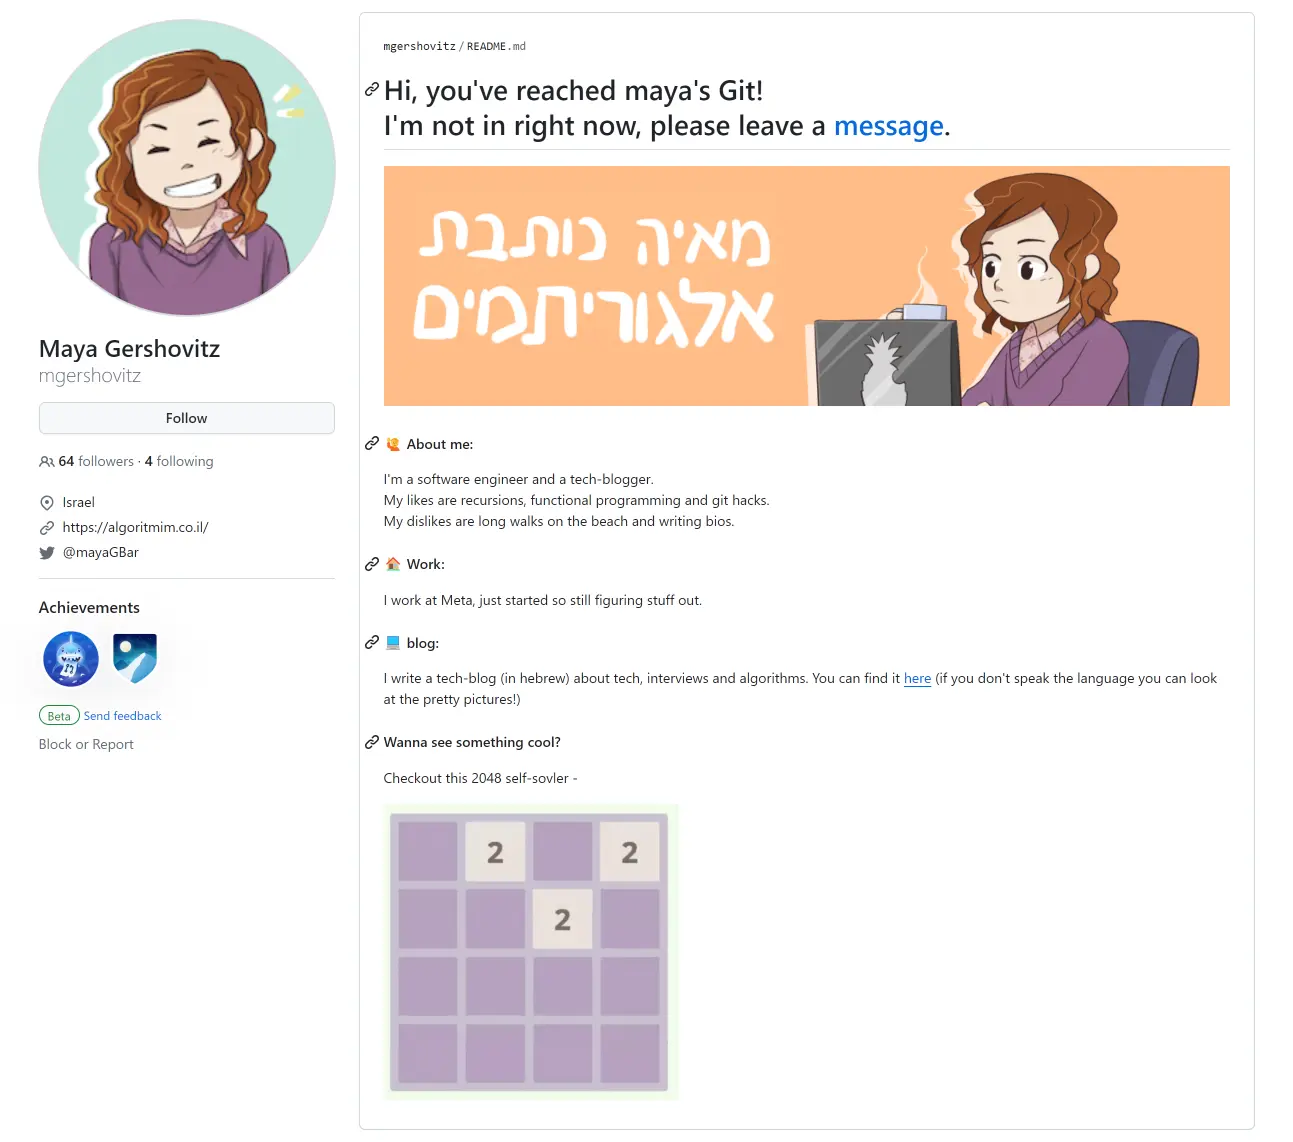 Maya Gershovitz
mgershovitz
Follow
64 followers · 4 following
Israel
https://algoritmim.co.il/
@mayaGBar
Achievements
Beta Send feedback
Block or Report
mgershovitz/README.md
Hi, you've reached maya's Git!
I'm not in right now, please leave a message.
מאיה כותבת
אלגוריתמים
About me:
I'm a software engineer and a tech-blogger.
My likes are recursions, functional programming and git hacks.
My dislikes are long walks on the beach and writing bios.
Work:
I work at Meta, just started so still figuring stuff out.
blog:
I write a tech-blog (in hebrew) about tech, interviews and algorithms. You can find it here (if you don't speak the language you can look
at the pretty pictures!)
Wanna see something cool?
Checkout this 2048 self-sovler -
2 2
2